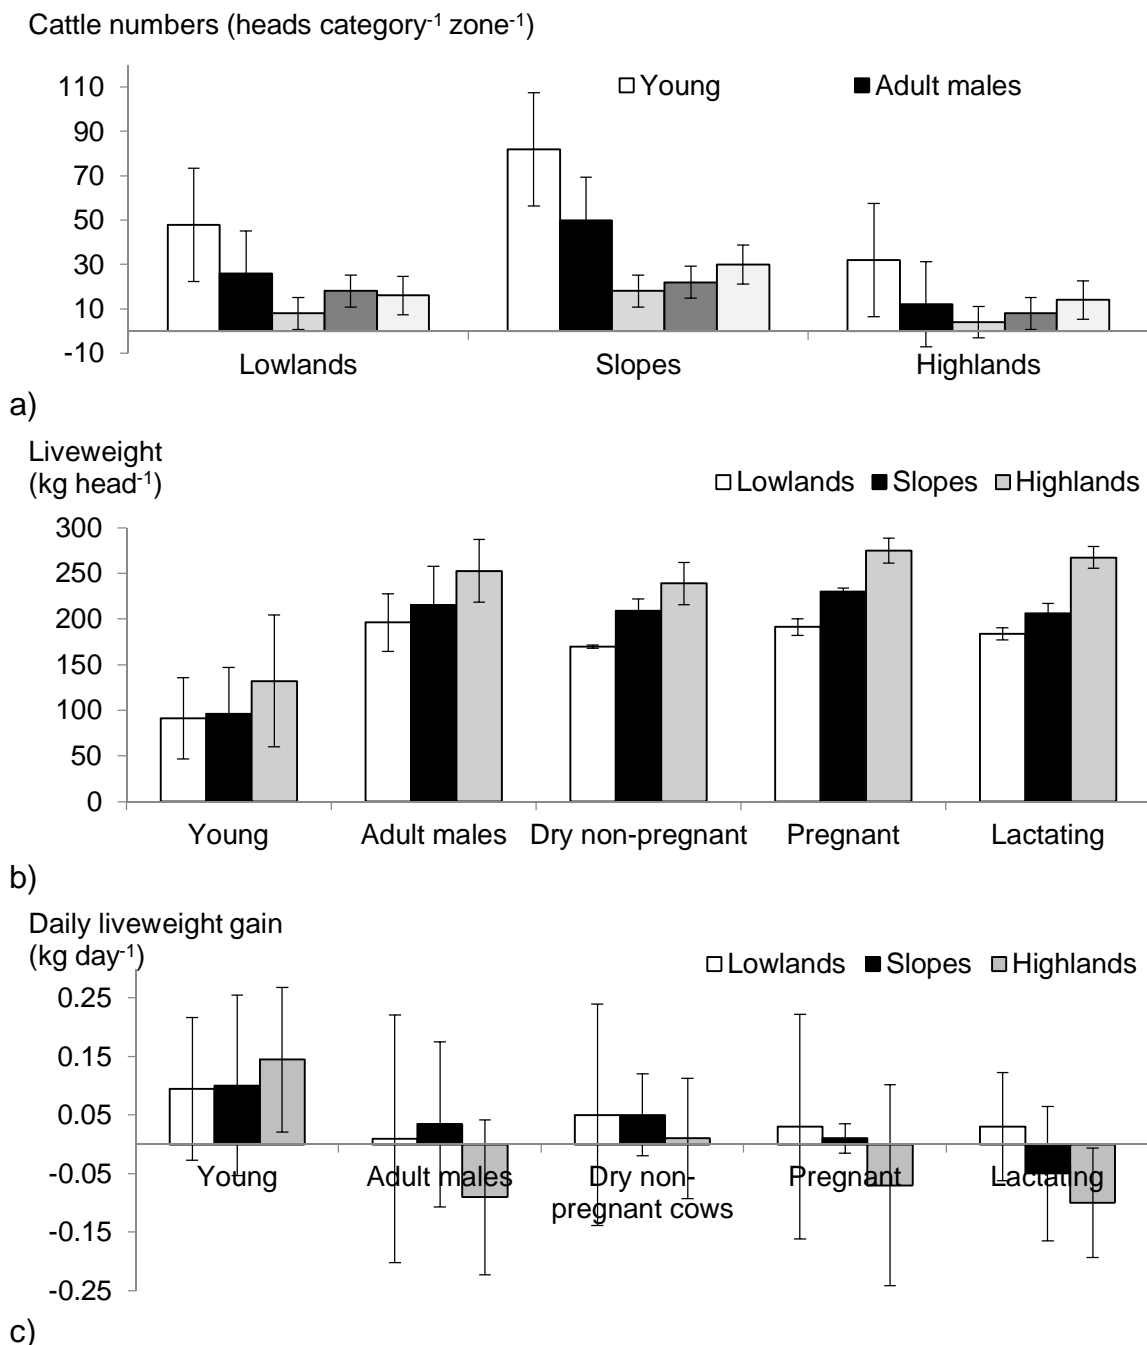 Cattle numbers (heads category⁻¹ zone⁻¹)
Young Adult males
110
90
70
50
30
10
-10
Lowlands Slopes Highlands
a)
Liveweight
(kg head⁻¹)
Lowlands Slopes Highlands
300
250
200
150
100
50
0
Young Adult males Dry non-pregnant Pregnant Lactating
b)
Daily liveweight gain
(kg day⁻¹)
Lowlands Slopes Highlands
0.25
0.15
0.05
-0.05
-0.15
-0.25
Young Adult males Dry non- Pregnant Lactating
pregnant cows
c)